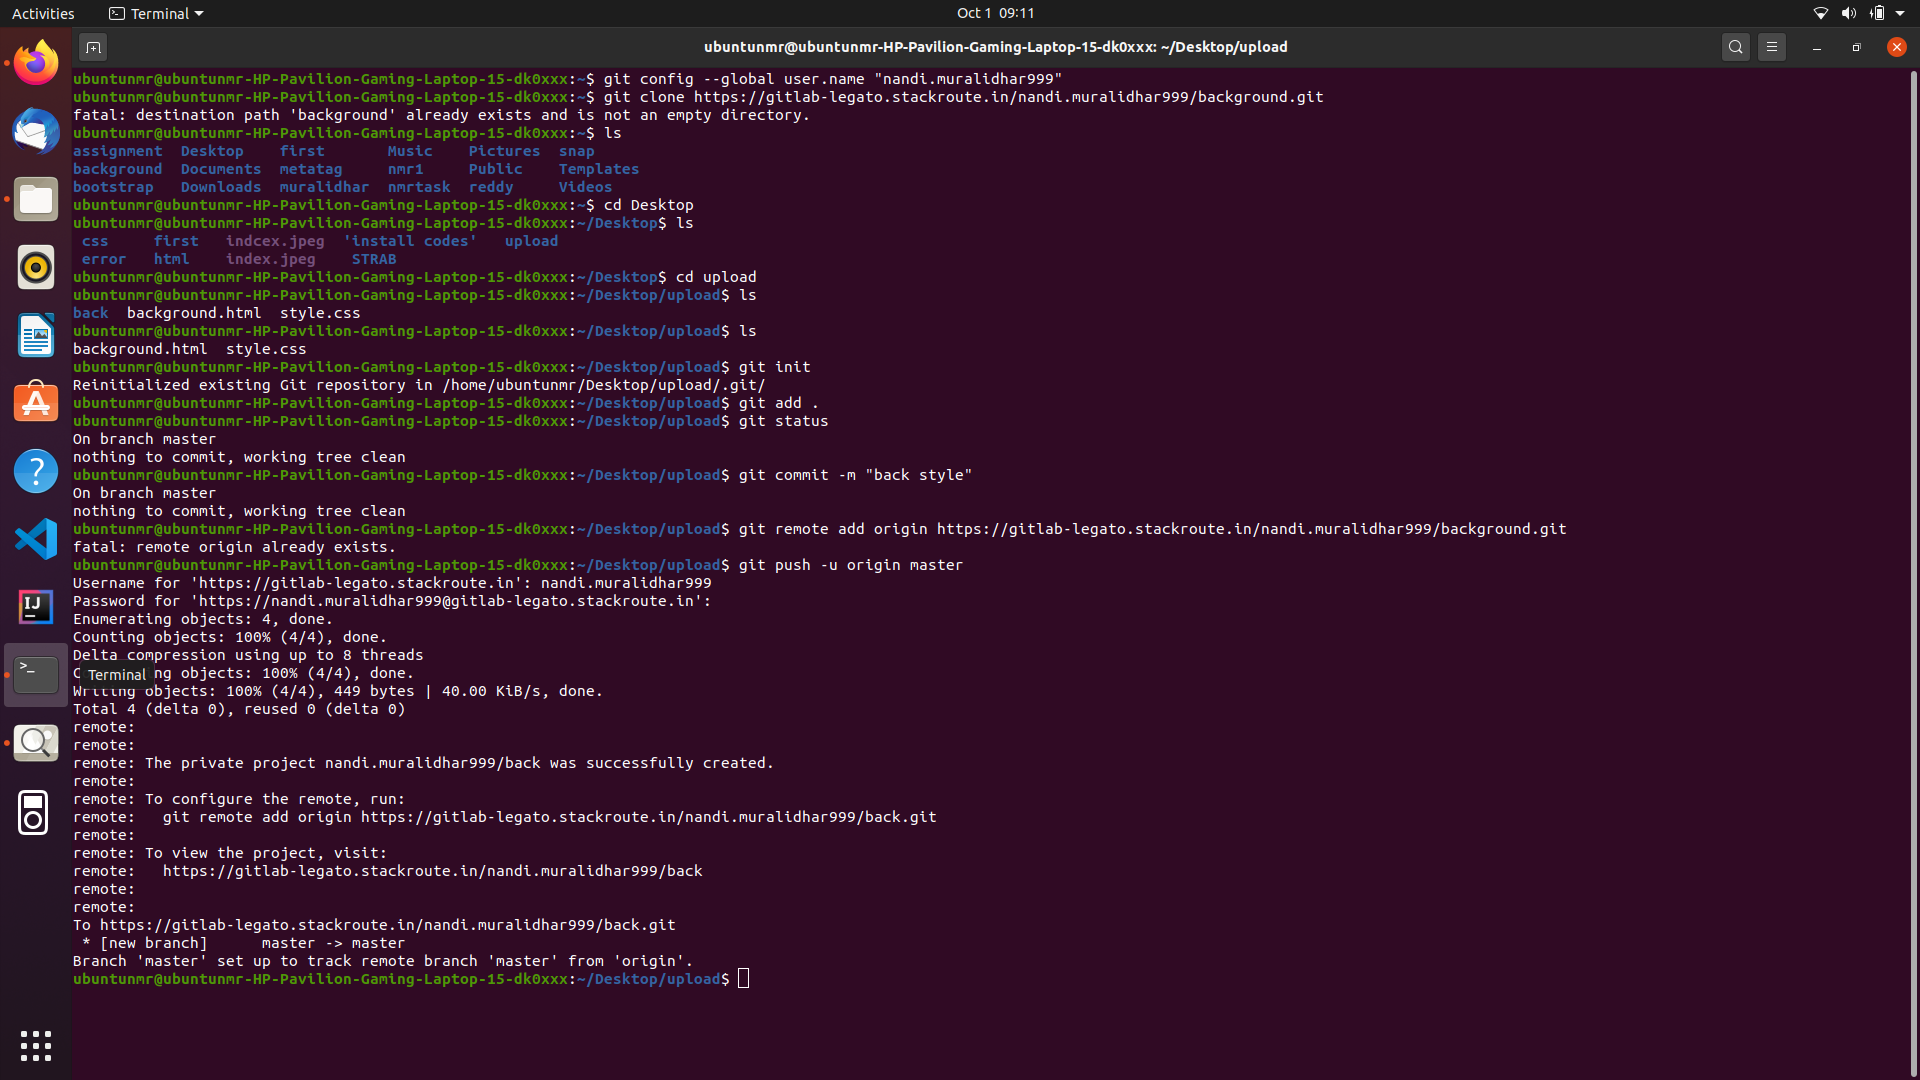 Activities Terminal Oct 1 09:11
ubuntunmr@ubuntunmr-HP-Pavilion-Gaming-Laptop-15-dk0xxx: ~/Desktop/upload
ubuntunmr@ubuntunmr-HP-Pavilion-Gaming-Laptop-15-dk0xxx:~$ git config --global user.name "nandi.muralidhar999"
ubuntunmr@ubuntunmr-HP-Pavilion-Gaming-Laptop-15-dk0xxx:~$ git clone https://gitlab-legato.stackroute.in/nandi.muralidhar999/background.git
fatal: destination path 'background' already exists and is not an empty directory.
ubuntunmr@ubuntunmr-HP-Pavilion-Gaming-Laptop-15-dk0xxx:~$ ls
assignment  Desktop    first       Music    Pictures  snap
background  Documents  metatag     nmr1     Public    Templates
bootstrap   Downloads  muralidhar  nmrtask  reddy     Videos
ubuntunmr@ubuntunmr-HP-Pavilion-Gaming-Laptop-15-dk0xxx:~$ cd Desktop
ubuntunmr@ubuntunmr-HP-Pavilion-Gaming-Laptop-15-dk0xxx:~/Desktop$ ls
 css     first   indcex.jpeg  'install codes'   upload
 error   html    index.jpeg    STRAB
ubuntunmr@ubuntunmr-HP-Pavilion-Gaming-Laptop-15-dk0xxx:~/Desktop$ cd upload
ubuntunmr@ubuntunmr-HP-Pavilion-Gaming-Laptop-15-dk0xxx:~/Desktop/upload$ ls
back  background.html  style.css
ubuntunmr@ubuntunmr-HP-Pavilion-Gaming-Laptop-15-dk0xxx:~/Desktop/upload$ ls
background.html  style.css
ubuntunmr@ubuntunmr-HP-Pavilion-Gaming-Laptop-15-dk0xxx:~/Desktop/upload$ git init
Reinitialized existing Git repository in /home/ubuntunmr/Desktop/upload/.git/
ubuntunmr@ubuntunmr-HP-Pavilion-Gaming-Laptop-15-dk0xxx:~/Desktop/upload$ git add .
ubuntunmr@ubuntunmr-HP-Pavilion-Gaming-Laptop-15-dk0xxx:~/Desktop/upload$ git status
On branch master
nothing to commit, working tree clean
ubuntunmr@ubuntunmr-HP-Pavilion-Gaming-Laptop-15-dk0xxx:~/Desktop/upload$ git commit -m "back style"
On branch master
nothing to commit, working tree clean
ubuntunmr@ubuntunmr-HP-Pavilion-Gaming-Laptop-15-dk0xxx:~/Desktop/upload$ git remote add origin https://gitlab-legato.stackroute.in/nandi.muralidhar999/background.git
fatal: remote origin already exists.
ubuntunmr@ubuntunmr-HP-Pavilion-Gaming-Laptop-15-dk0xxx:~/Desktop/upload$ git push -u origin master
Username for 'https://gitlab-legato.stackroute.in': nandi.muralidhar999
Password for 'https://nandi.muralidhar999@gitlab-legato.stackroute.in':
Enumerating objects: 4, done.
Counting objects: 100% (4/4), done.
Delta compression using up to 8 threads
objects: 100% (4/4), done.
Terminal
Writing objects: 100% (4/4), 449 bytes | 40.00 KiB/s, done.
Total 4 (delta 0), reused 0 (delta 0)
remote:
remote:
remote: The private project nandi.muralidhar999/back was successfully created.
remote:
remote: To configure the remote, run:
remote:   git remote add origin https://gitlab-legato.stackroute.in/nandi.muralidhar999/back.git
remote:
remote: To view the project, visit:
remote:   https://gitlab-legato.stackroute.in/nandi.muralidhar999/back
remote:
remote:
To https://gitlab-legato.stackroute.in/nandi.muralidhar999/back.git
 * [new branch]      master -> master
Branch 'master' set up to track remote branch 'master' from 'origin'.
ubuntunmr@ubuntunmr-HP-Pavilion-Gaming-Laptop-15-dk0xxx:~/Desktop/upload$